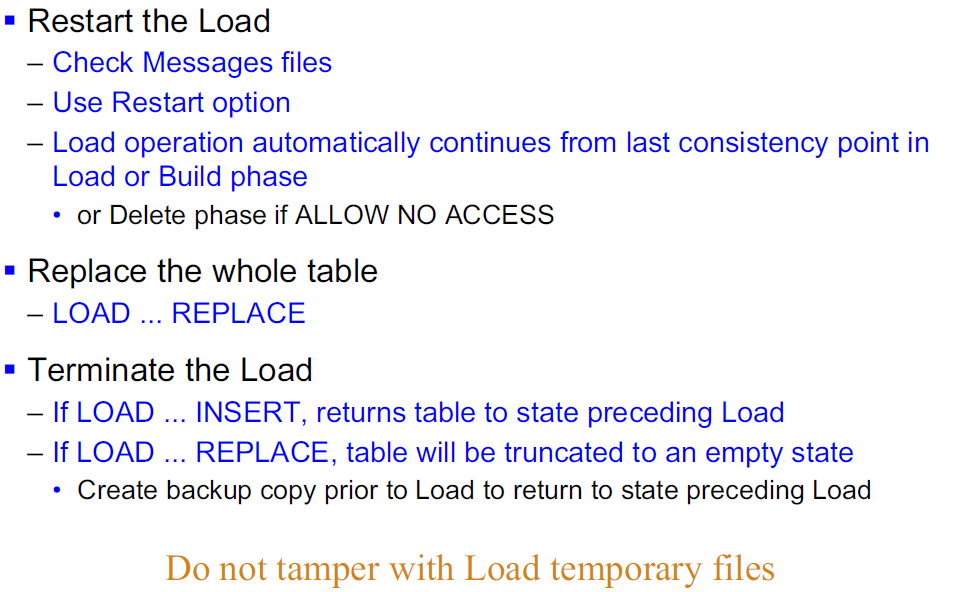 ▪ Restart the Load
– Check Messages files
– Use Restart option
– Load operation automatically continues from last consistency point in
Load or Build phase
• or Delete phase if ALLOW NO ACCESS
▪ Replace the whole table
– LOAD ... REPLACE
▪ Terminate the Load
– If LOAD ... INSERT, returns table to state preceding Load
– If LOAD ... REPLACE, table will be truncated to an empty state
• Create backup copy prior to Load to return to state preceding Load
Do not tamper with Load temporary files